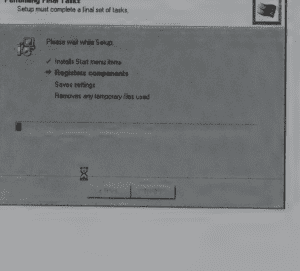 Performing Final Tasks
Setup must complete a final set of tasks.
Please wait while Setup:
Installs Start menu items
Registers components
Saves settings
Removes any temporary files used